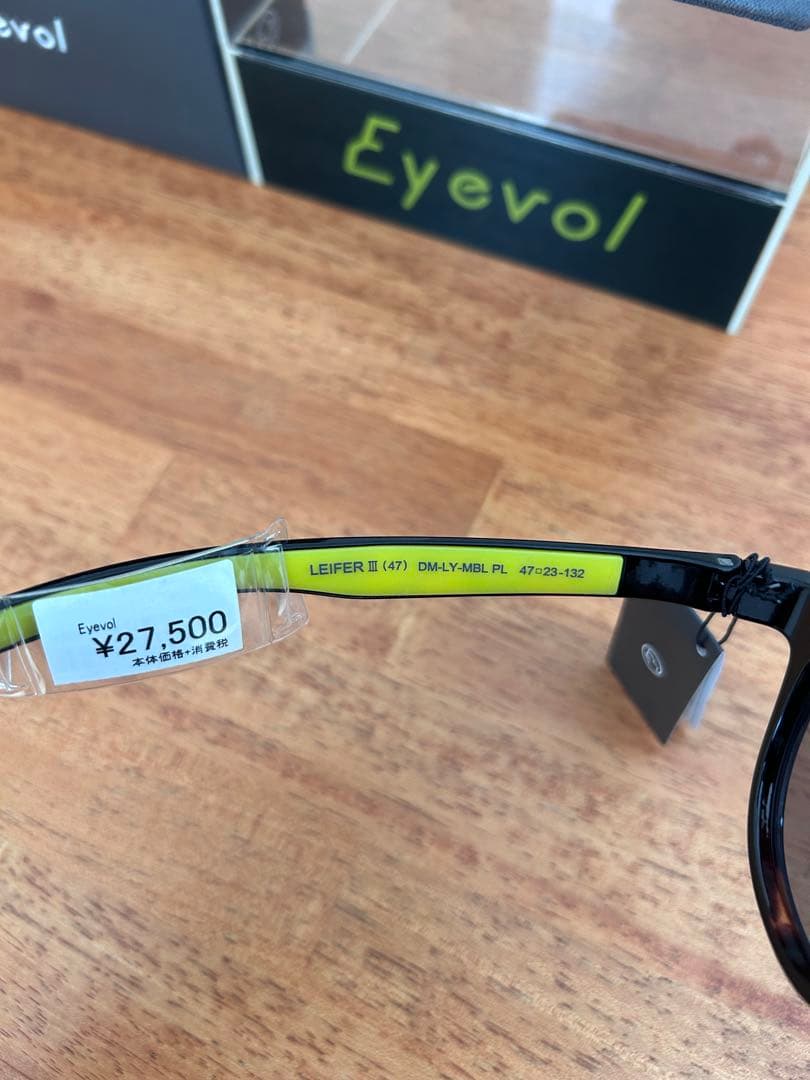 evol
Eyevol
LEIFER Ⅲ (47) DM-LY-MBL PL 47□23-132
Eyevol
¥27,500
本体価格+消費税